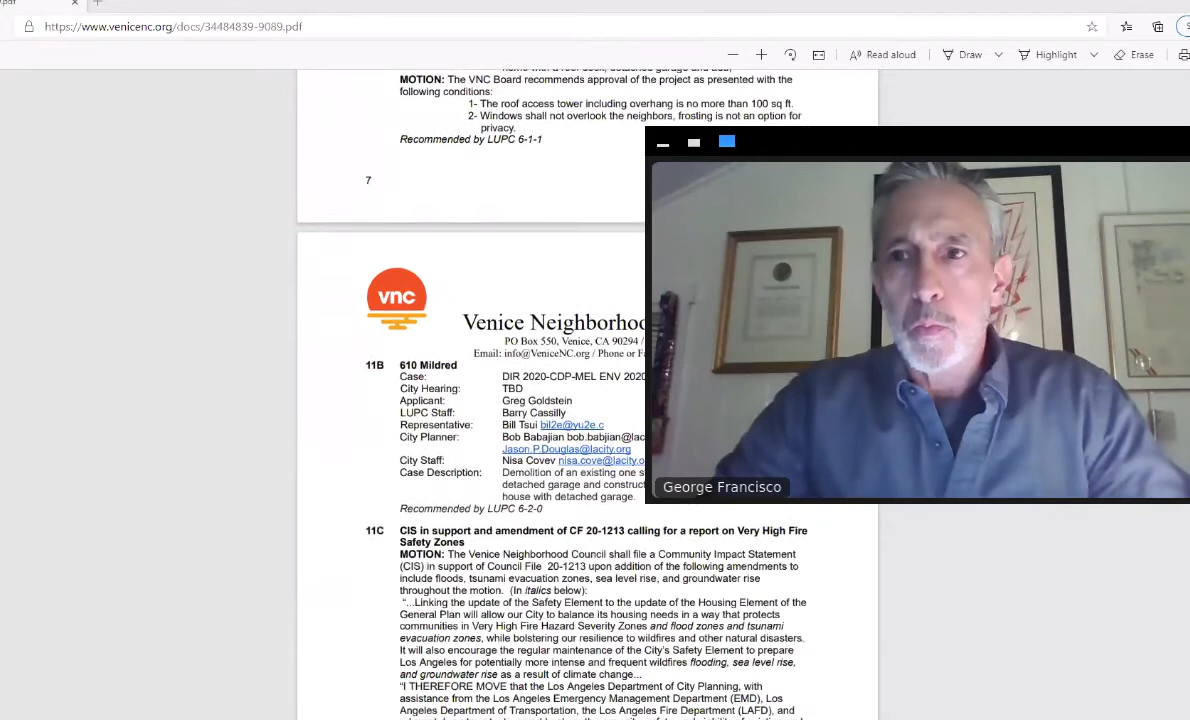 .pdf
https://www.venicenc.org/docs/34484839-9089.pdf
Read aloud
Draw
Highlight
Erase
MOTION: The VNC Board recommends approval of the project as presented with the
following conditions:
1- The roof access tower including overhang is no more than 100 sq ft.
2- Windows shall not overlook the neighbors, frosting is not an option for
privacy.
Recommended by LUPC 6-1-1
7
vnc
Venice Neighborhoo
PO Box 550, Venice, CA 90294 /
Email: info@VeniceNC.org / Phone or Fa
11B 610 Mildred
Case: DIR 2020-CDP-MEL ENV 2020
City Hearing: TBD
Applicant: Greg Goldstein
LUPC Staff: Barry Cassilly
Representative: Bill Tsui bil2e@yu2e.c
City Planner: Bob Babajian bob.babjian@lac
Jason.P.Douglas@lacity.org
City Staff: Nisa Covev nisa.cove@lacity.o
Case Description: Demolition of an existing one s
detached garage and construct
house with detached garage.
Recommended by LUPC 6-2-0
George Francisco
11C CIS in support and amendment of CF 20-1213 calling for a report on Very High Fire
Safety Zones
MOTION: The Venice Neighborhood Council shall file a Community Impact Statement
(CIS) in support of Council File 20-1213 upon addition of the following amendments to
include floods, tsunami evacuation zones, sea level rise, and groundwater rise
throughout the motion. (In italics below):
"...Linking the update of the Safety Element to the update of the Housing Element of the
General Plan will allow our City to balance its housing needs in a way that protects
communities in Very High Fire Hazard Severity Zones and flood zones and tsunami
evacuation zones, while bolstering our resilience to wildfires and other natural disasters.
It will also encourage the regular maintenance of the City's Safety Element to prepare
Los Angeles for potentially more intense and frequent wildfires flooding, sea level rise,
and groundwater rise as a result of climate change...
"I THEREFORE MOVE that the Los Angeles Department of City Planning, with
assistance from the Los Angeles Emergency Management Department (EMD), Los
Angeles Department of Transportation, the Los Angeles Fire Department (LAFD), and